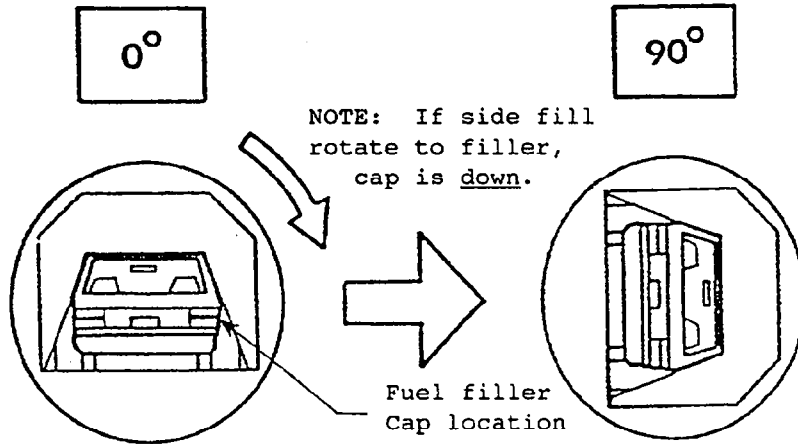 0°
90°
NOTE: If side fill
rotate to filler,
cap is down.
Fuel filler
Cap location